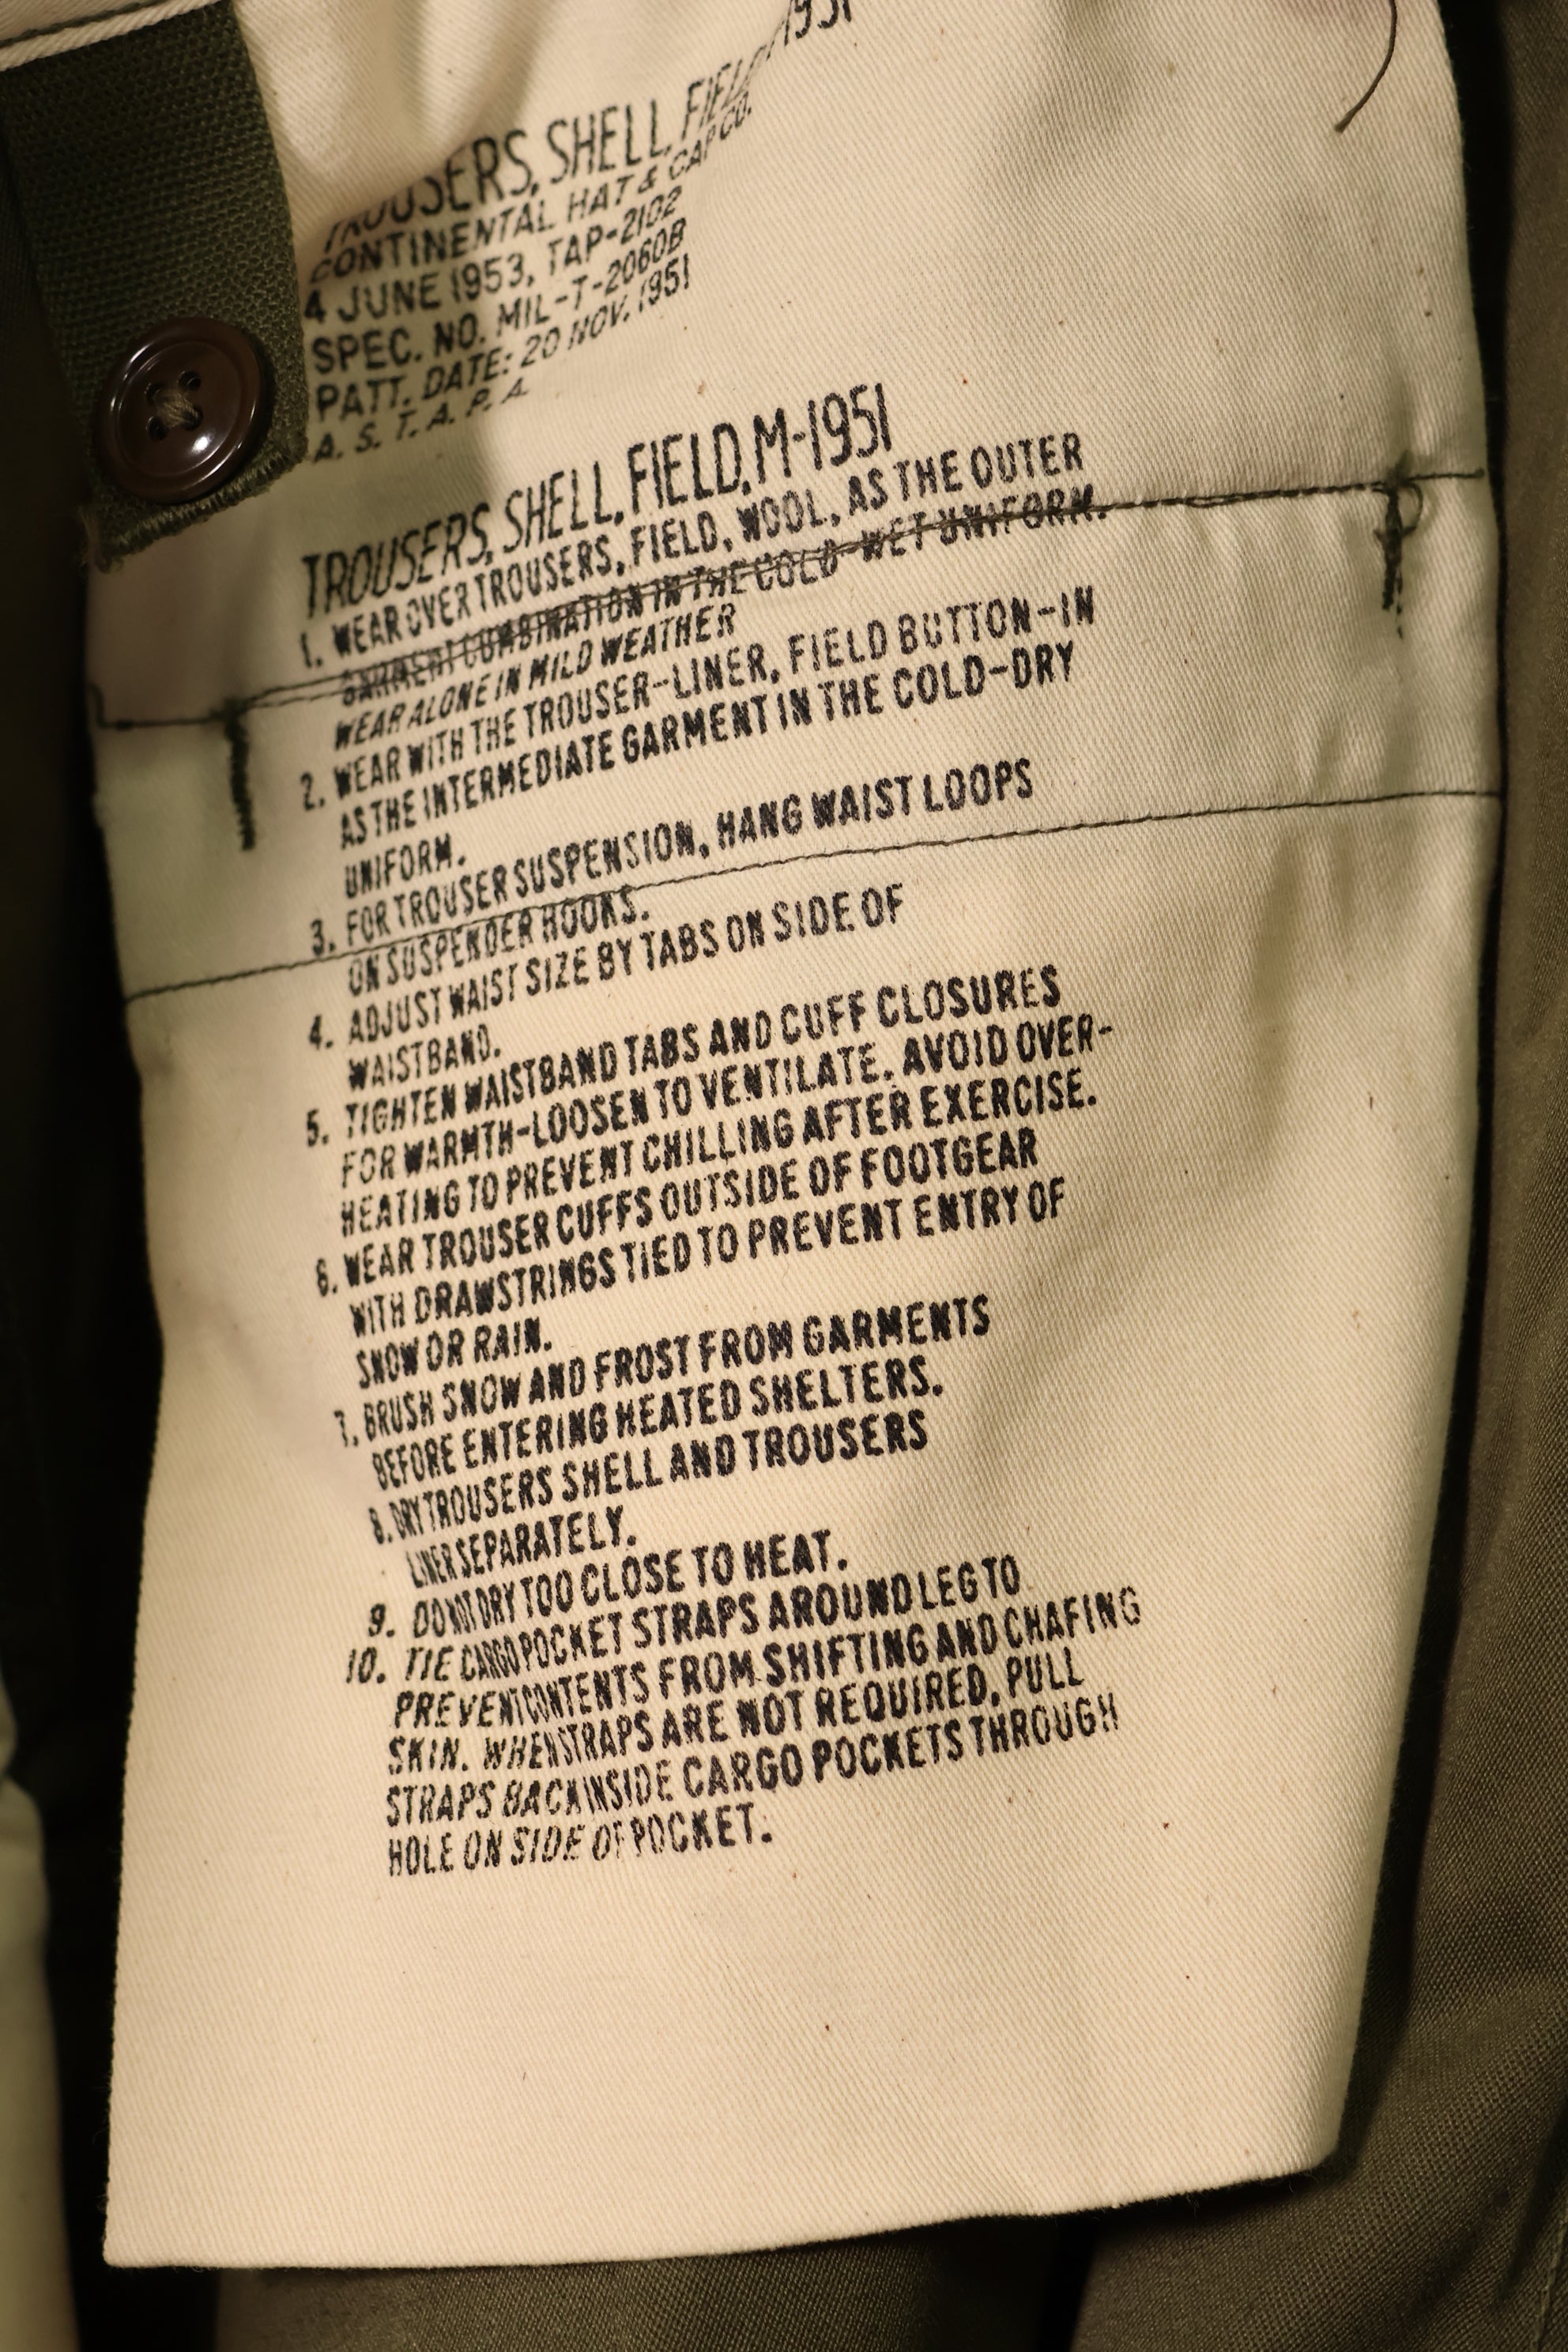 TROUSERS, SHELL, FIELD, 1951
CONTINENTAL HAT & CAP CO.
4 JUNE 1953, TAP-2102
SPEC. NO. MIL-T-2060B
PATT. DATE: 20 NOV. 1951
A. S. T. A. P. A.
TROUSERS, SHELL, FIELD, M-1951
1. WEAR OVER TROUSERS, FIELD, WOOL, AS THE OUTER
GARMENT COMBINATION IN THE COLD-WET UNIFORM.
WEAR ALONE IN MILD WEATHER
2. WEAR WITH THE TROUSER-LINER, FIELD BUTTON-IN
AS THE INTERMEDIATE GARMENT IN THE COLD-DRY
UNIFORM.
3. FOR TROUSER SUSPENSION, HANG WAIST LOOPS
ON SUSPENDER HOOKS.
4. ADJUST WAIST SIZE BY TABS ON SIDE OF
WAISTBAND.
5. TIGHTEN WAISTBAND TABS AND CUFF CLOSURES
FOR WARMTH-LOOSEN TO VENTILATE. AVOID OVER-
HEATING TO PREVENT CHILLING AFTER EXERCISE.
6. WEAR TROUSER CUFFS OUTSIDE OF FOOTGEAR
WITH DRAWSTRINGS TIED TO PREVENT ENTRY OF
SNOW OR RAIN.
7. BRUSH SNOW AND FROST FROM GARMENTS
BEFORE ENTERING HEATED SHELTERS.
8. DRY TROUSERS SHELL AND TROUSERS
LINER SEPARATELY.
9. DO NOT DRY TOO CLOSE TO HEAT.
10. TIE CARGO POCKET STRAPS AROUND LEG TO
PREVENT CONTENTS FROM SHIFTING AND CHAFING
SKIN. WHEN STRAPS ARE NOT REQUIRED, PULL
STRAPS BACK INSIDE CARGO POCKETS THROUGH
HOLE ON SIDE OF POCKET.